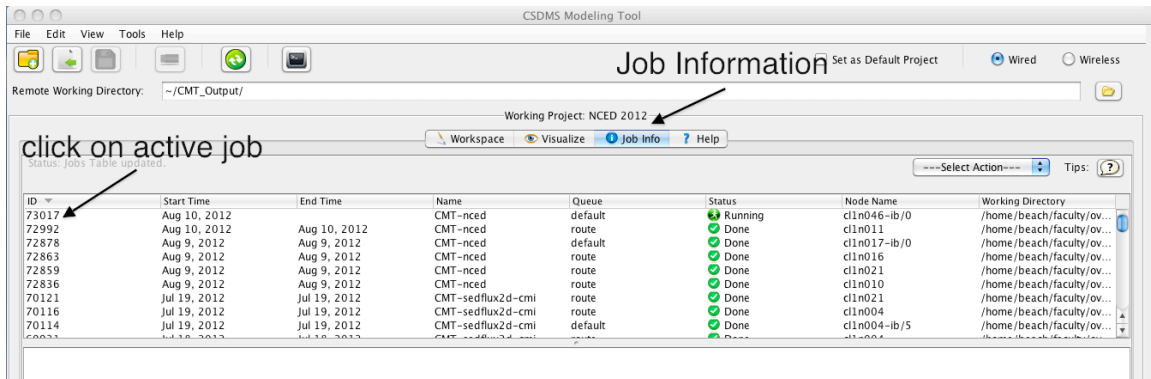 CSDMS Modeling Tool
File Edit View Tools Help
Job Information
Set as Default Project Wired Wireless
Remote Working Directory: ~/CMT_Output/
Working Project: NCED 2012
Workspace Visualize Job Info ? Help
click on active job
Status: Jobs Table updated.
---Select Action--- Tips: ?
ID Start Time End Time Name Queue Status Node Name Working Directory
73017 Aug 10, 2012 CMT-nced default Running cl1n046-ib/0 /home/beach/faculty/ov...
72992 Aug 10, 2012 Aug 10, 2012 CMT-nced route Done cl1n011 /home/beach/faculty/ov...
72878 Aug 9, 2012 Aug 9, 2012 CMT-nced default Done cl1n017-ib/0 /home/beach/faculty/ov...
72863 Aug 9, 2012 Aug 9, 2012 CMT-nced route Done cl1n016 /home/beach/faculty/ov...
72859 Aug 9, 2012 Aug 9, 2012 CMT-nced route Done cl1n021 /home/beach/faculty/ov...
72836 Aug 9, 2012 Aug 9, 2012 CMT-nced route Done cl1n010 /home/beach/faculty/ov...
70121 Jul 19, 2012 Jul 19, 2012 CMT-sedflux2d-cmi route Done cl1n021 /home/beach/faculty/ov...
70116 Jul 19, 2012 Jul 19, 2012 CMT-sedflux2d-cmi route Done cl1n004 /home/beach/faculty/ov...
70114 Jul 19, 2012 Jul 19, 2012 CMT-sedflux2d-cmi default Done cl1n004-ib/5 /home/beach/faculty/ov...